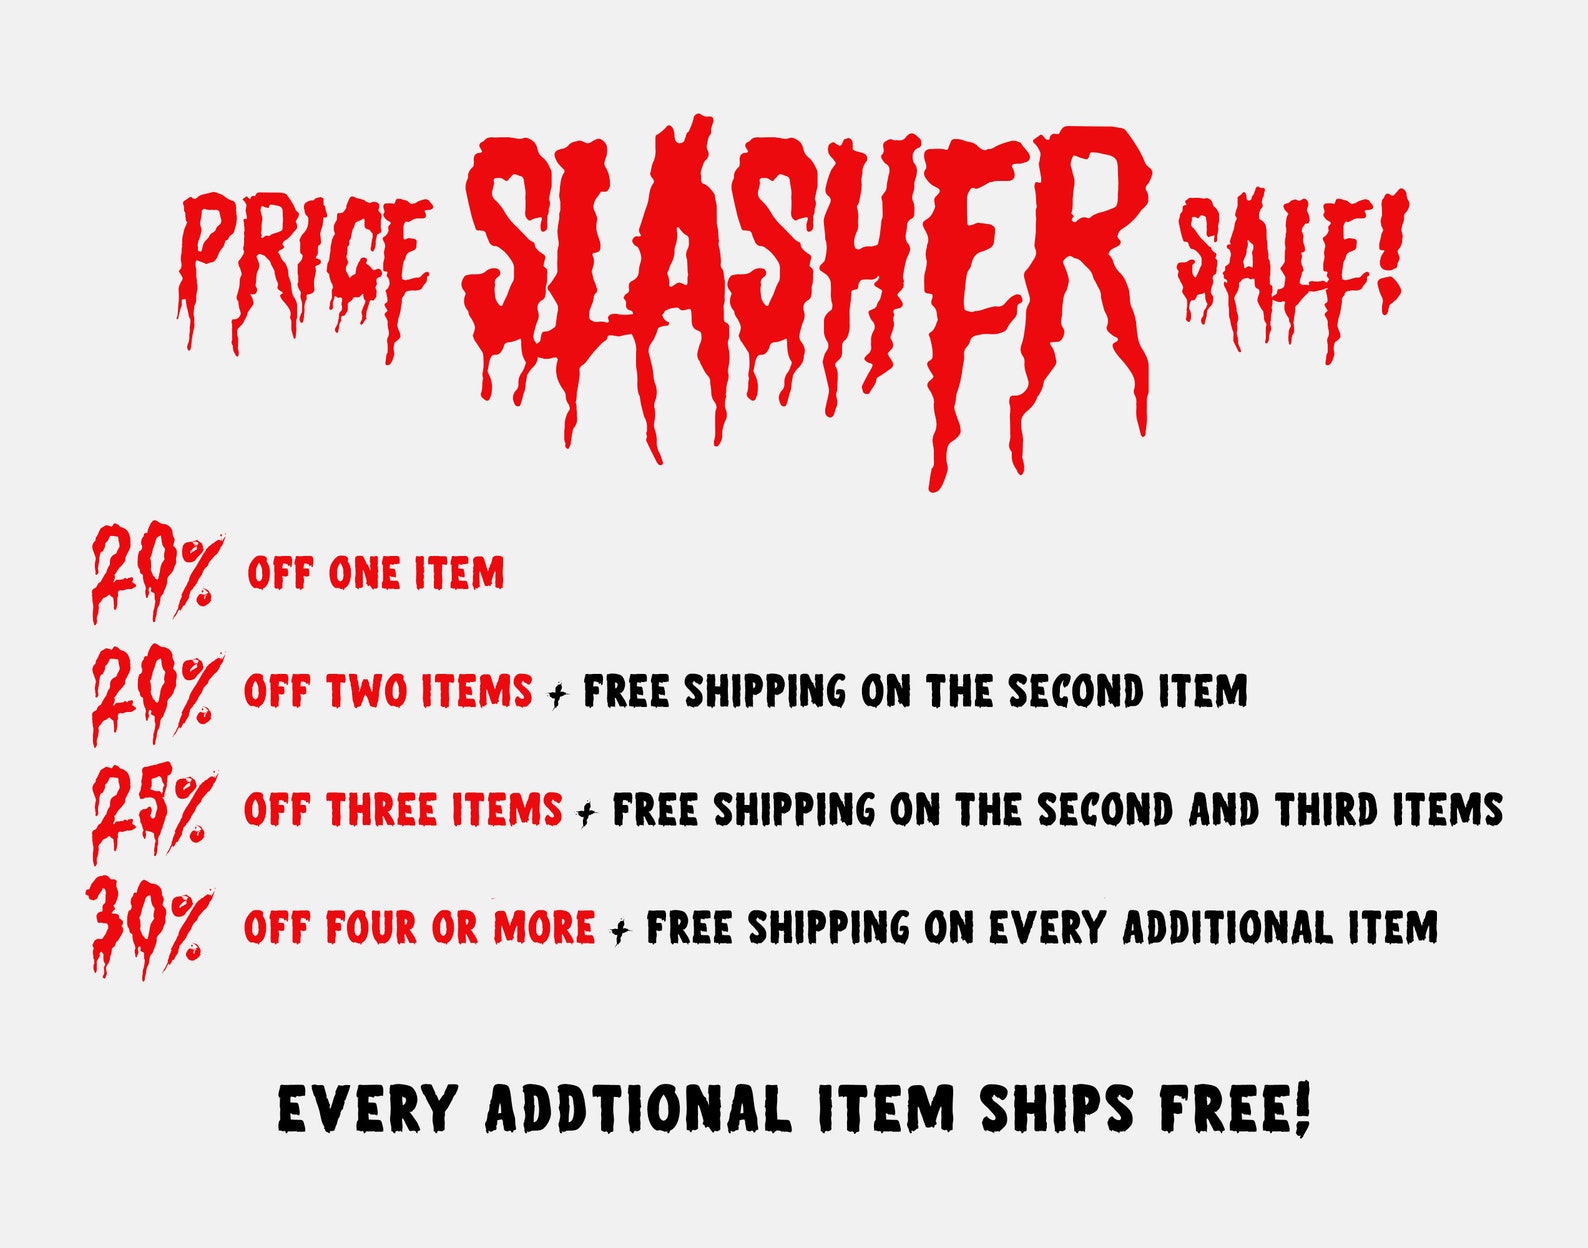 PRICE SLASHER SALE!
20% OFF ONE ITEM
20% OFF TWO ITEMS + FREE SHIPPING ON THE SECOND ITEM
25% OFF THREE ITEMS + FREE SHIPPING ON THE SECOND AND THIRD ITEMS
30% OFF FOUR OR MORE + FREE SHIPPING ON EVERY ADDITIONAL ITEM
EVERY ADDTIONAL ITEM SHIPS FREE!